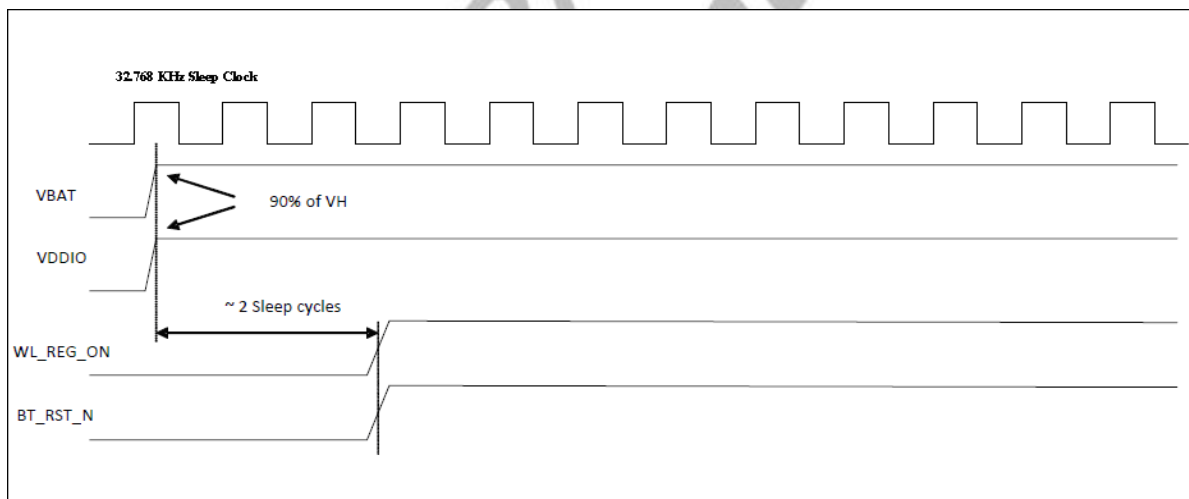 32.768 KHz Sleep Clock
VBAT
90% of VH
VDDIO
~ 2 Sleep cycles
WL_REG_ON
BT_RST_N